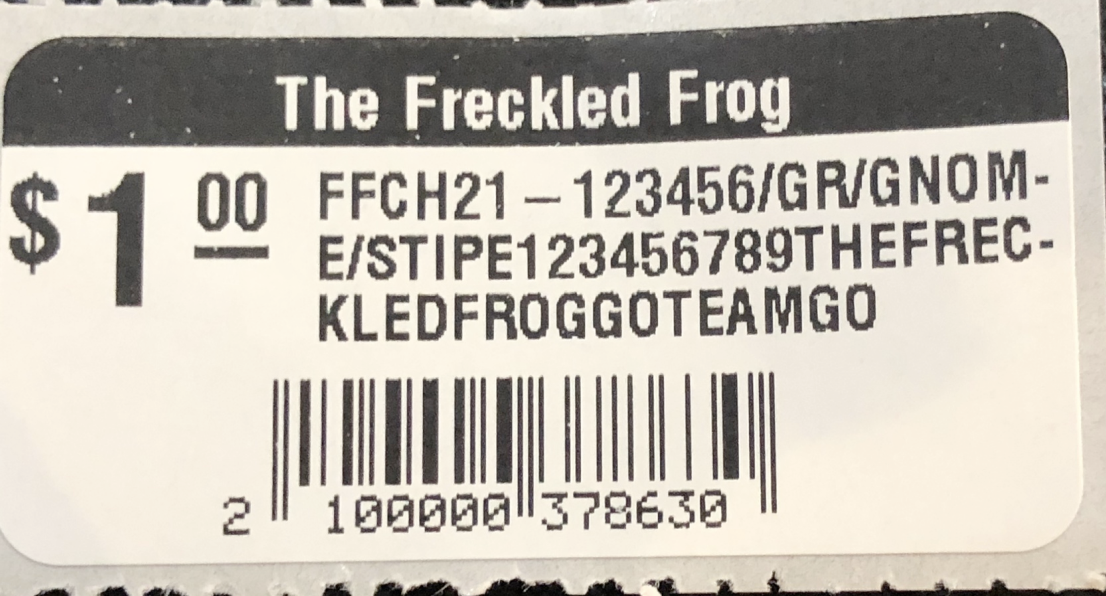 The Freckled Frog
$1 00 FFCH21 – 123456/GR/GNOM-
E/STIPE123456789THEFREC-
KLEDFROGGOTEAMGO
2 100000 378630